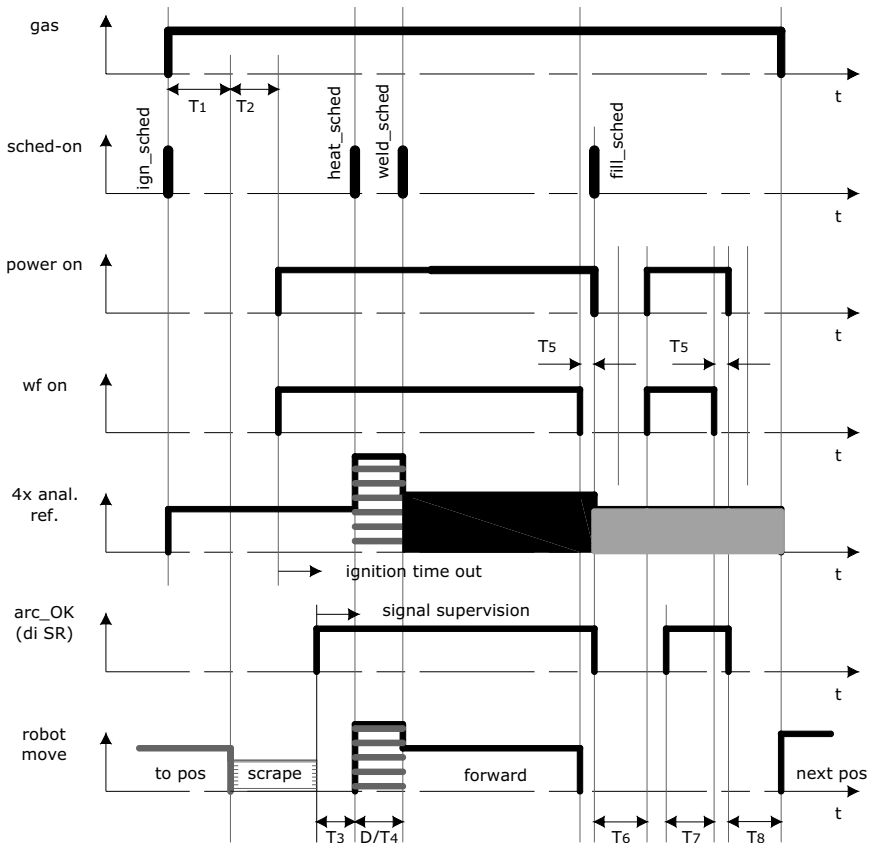 gas
t
T1
T2
sched-on
ign_sched
heat_sched
weld_sched
fill_sched
t
power on
t
T5
T5
wf on
t
4x anal.
ref.
t
ignition time out
arc_OK
(di SR)
signal supervision
t
robot
move
to pos
scrape
forward
next pos
t
T3
D/T4
T6
T7
T8